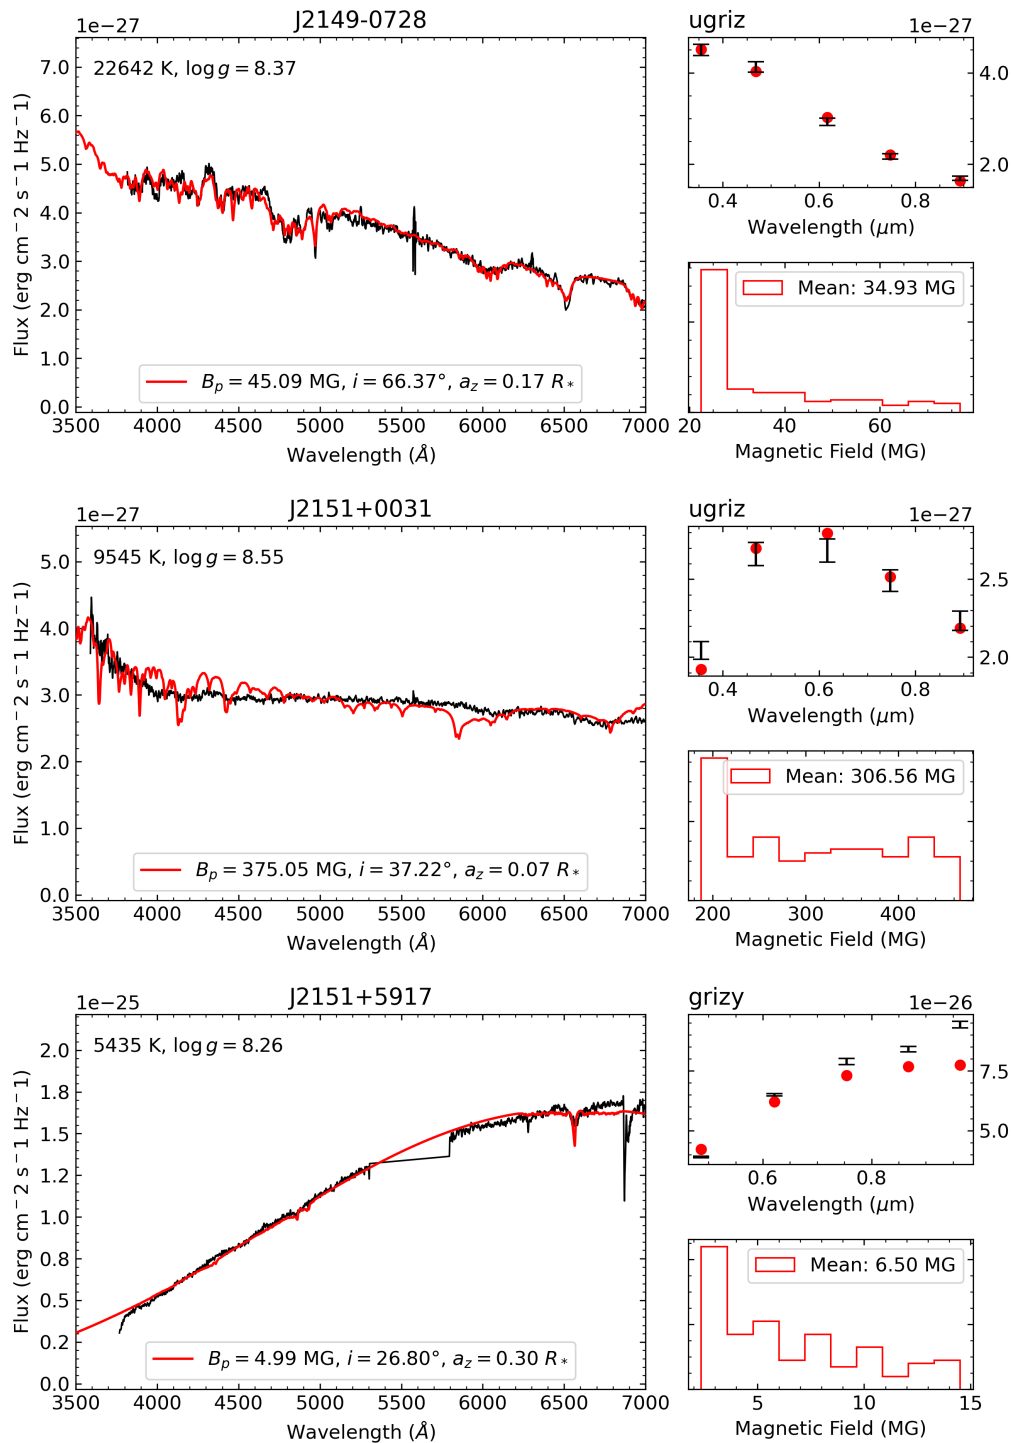 J2149-0728
1e−27
22642 K, log g = 8.37
7.0
6.0
5.0
4.0
3.0
2.0
1.0
0.0
Flux (erg cm−2 s−1 Hz−1)
B_p = 45.09 MG, i = 66.37°, a_z = 0.17 R_*
3500 4000 4500 5000 5500 6000 6500 7000
Wavelength (Å)
ugriz
1e−27
4.0
2.0
0.4 0.6 0.8
Wavelength (μm)
Mean: 34.93 MG
20 40 60
Magnetic Field (MG)
J2151+0031
1e−27
9545 K, log g = 8.55
5.0
4.0
3.0
2.0
1.0
0.0
Flux (erg cm−2 s−1 Hz−1)
B_p = 375.05 MG, i = 37.22°, a_z = 0.07 R_*
3500 4000 4500 5000 5500 6000 6500 7000
Wavelength (Å)
ugriz
1e−27
2.5
2.0
0.4 0.6 0.8
Wavelength (μm)
Mean: 306.56 MG
200 300 400
Magnetic Field (MG)
J2151+5917
1e−25
5435 K, log g = 8.26
2.0
1.8
1.5
1.2
1.0
0.8
0.5
0.2
0.0
Flux (erg cm−2 s−1 Hz−1)
B_p = 4.99 MG, i = 26.80°, a_z = 0.30 R_*
3500 4000 4500 5000 5500 6000 6500 7000
Wavelength (Å)
grizy
1e−26
7.5
5.0
0.6 0.8
Wavelength (μm)
Mean: 6.50 MG
5 10 15
Magnetic Field (MG)